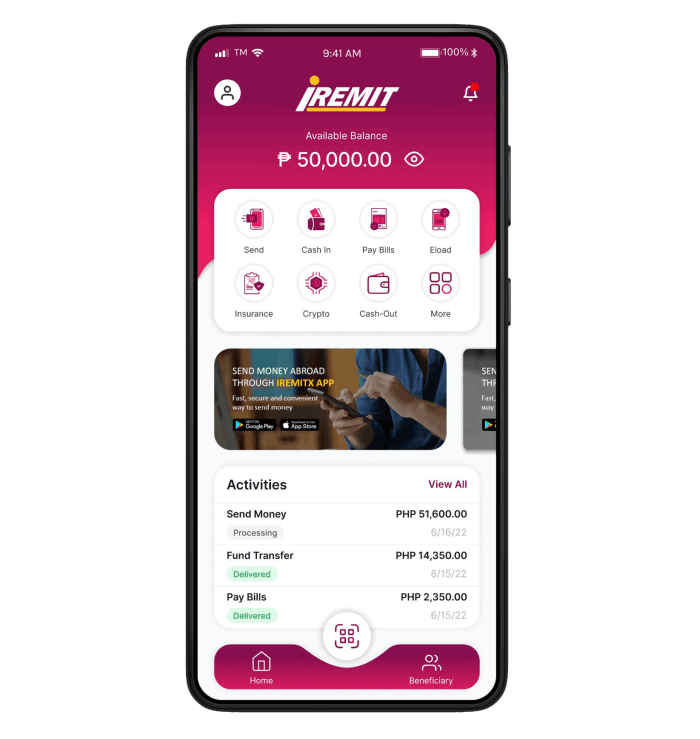 TM
9:41 AM
100%
iREMIT
Available Balance
₱ 50,000.00
Send
Cash In
Pay Bills
Eload
Insurance
Crypto
Cash-Out
More
SEND MONEY ABROAD
THROUGH IREMITX APP
Fast, secure and convenient
way to send money
GET IT ON
Google Play
Download on the
App Store
SEN
THR
Fast,
way
Activities
View All
Send Money
PHP 51,600.00
Processing
6/16/22
Fund Transfer
PHP 14,350.00
Delivered
6/15/22
Pay Bills
PHP 2,350.00
Delivered
6/15/22
Home
Beneficiary